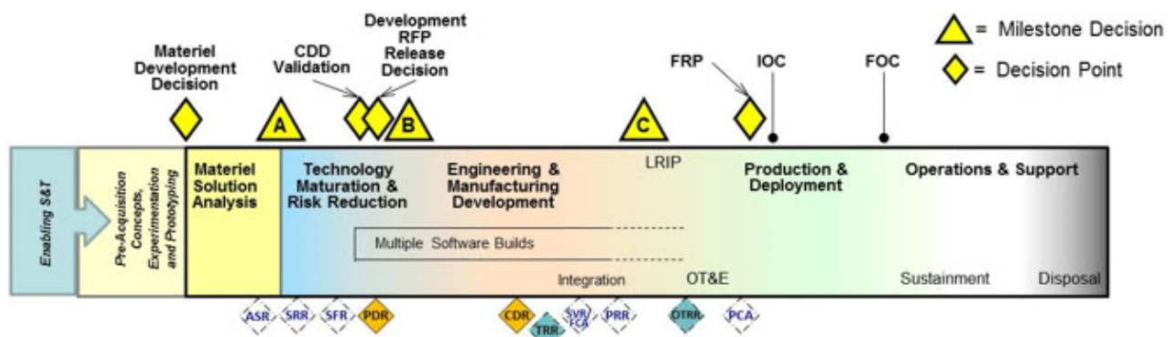 Materiel
Development
Decision
CDD
Validation
Development
RFP
Release
Decision
FRP
IOC
FOC
= Milestone Decision
= Decision Point
A
B
C
Enabling S&T
Pre-Acquisition
Concepts,
Experimentation
and Prototyping
Materiel
Solution
Analysis
Technology
Maturation &
Risk Reduction
Engineering &
Manufacturing
Development
LRIP
Production &
Deployment
Operations & Support
Multiple Software Builds
Integration
OT&E
Sustainment
Disposal
ASR
SRR
SFR
PDR
CDR
TRR
SVR/
FCA
PRR
OTRR
PCA